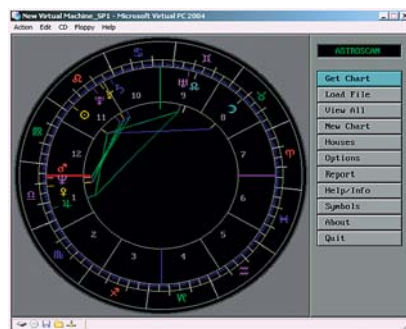 New Virtual Machine_SP1 - Microsoft Virtual PC 2004
Action Edit CD Floppy Help
ASTROSCAN
Get Chart
Load File
View All
New Chart
Houses
Options
Report
Help/Info
Symbols
About
Quit
10
9
11
8
12
7
1
6
2
5
3
4